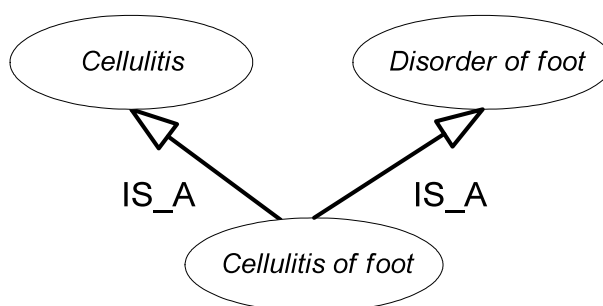 Cellulitis
Disorder of foot
IS_A
IS_A
Cellulitis of foot